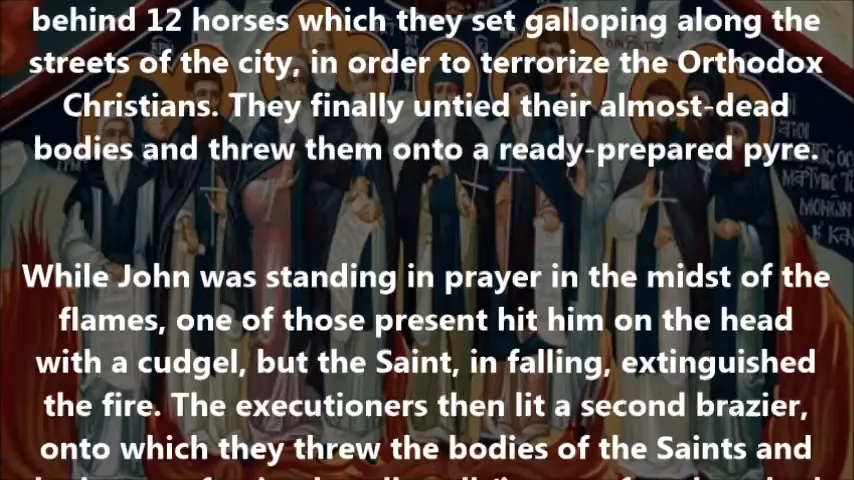 behind 12 horses which they set galloping along the
streets of the city, in order to terrorize the Orthodox
Christians. They finally untied their almost-dead
bodies and threw them onto a ready-prepared pyre.
While John was standing in prayer in the midst of the
flames, one of those present hit him on the head
with a cudgel, but the Saint, in falling, extinguished
the fire. The executioners then lit a second brazier,
onto which they threw the bodies of the Saints and